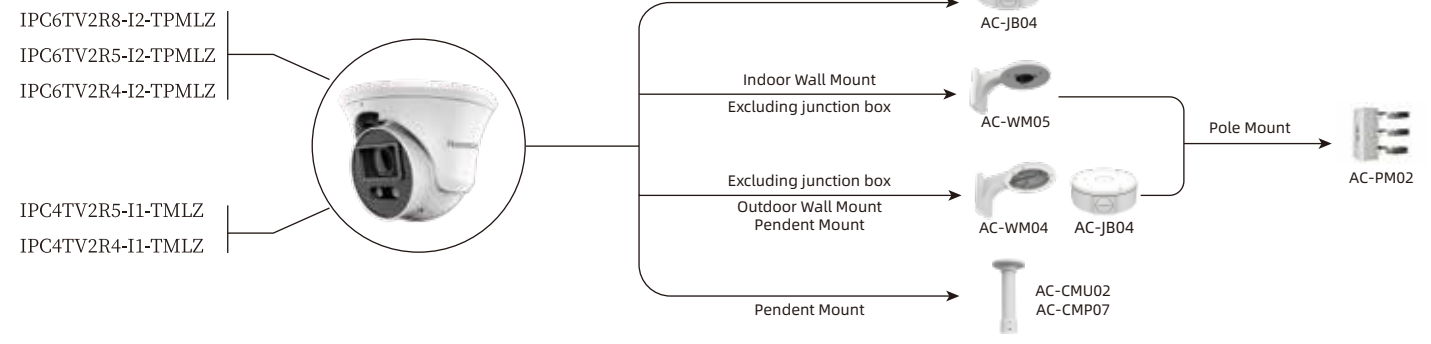 IPC6TV2R8-I2-TPMLZ
IPC6TV2R5-I2-TPMLZ
IPC6TV2R4-I2-TPMLZ
IPC4TV2R5-I1-TMLZ
IPC4TV2R4-I1-TMLZ
AC-JB04
Indoor Wall Mount
Excluding junction box
AC-WM05
Excluding junction box
Outdoor Wall Mount
Pendent Mount
AC-WM04
AC-JB04
Pendent Mount
AC-CMU02
AC-CMP07
Pole Mount
AC-PM02